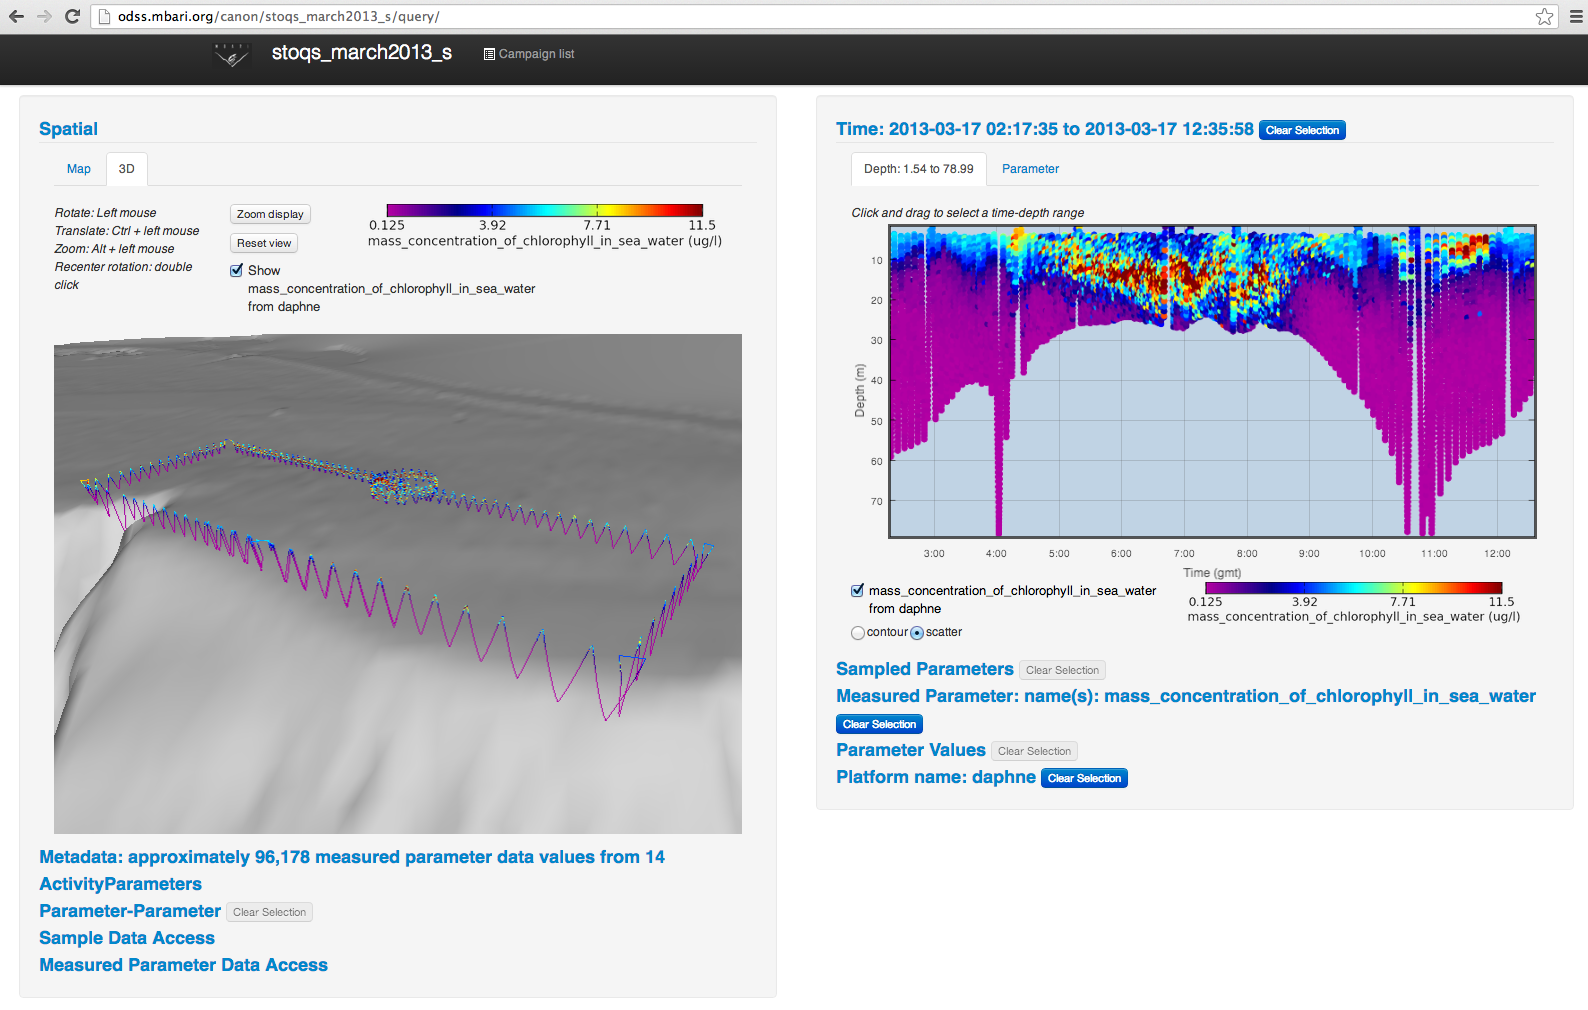 odss.mbari.org/canon/stoqs_march2013_s/query/
stoqs_march2013_s
Campaign list
Spatial
Map
3D
Rotate: Left mouse
Translate: Ctrl + left mouse
Zoom: Alt + left mouse
Recenter rotation: double
click
Zoom display
Reset view
Show
mass_concentration_of_chlorophyll_in_sea_water
from daphne
0.125 3.92 7.71 11.5
mass_concentration_of_chlorophyll_in_sea_water (ug/l)
Metadata: approximately 96,178 measured parameter data values from 14
ActivityParameters
Parameter-Parameter Clear Selection
Sample Data Access
Measured Parameter Data Access
Time: 2013-03-17 02:17:35 to 2013-03-17 12:35:58 Clear Selection
Depth: 1.54 to 78.99
Parameter
Click and drag to select a time-depth range
Depth (m)
10
20
30
40
50
60
70
3:00 4:00 5:00 6:00 7:00 8:00 9:00 10:00 11:00 12:00
Time (gmt)
mass_concentration_of_chlorophyll_in_sea_water
from daphne
contour scatter
0.125 3.92 7.71 11.5
mass_concentration_of_chlorophyll_in_sea_water (ug/l)
Sampled Parameters Clear Selection
Measured Parameter: name(s): mass_concentration_of_chlorophyll_in_sea_water
Clear Selection
Parameter Values Clear Selection
Platform name: daphne Clear Selection